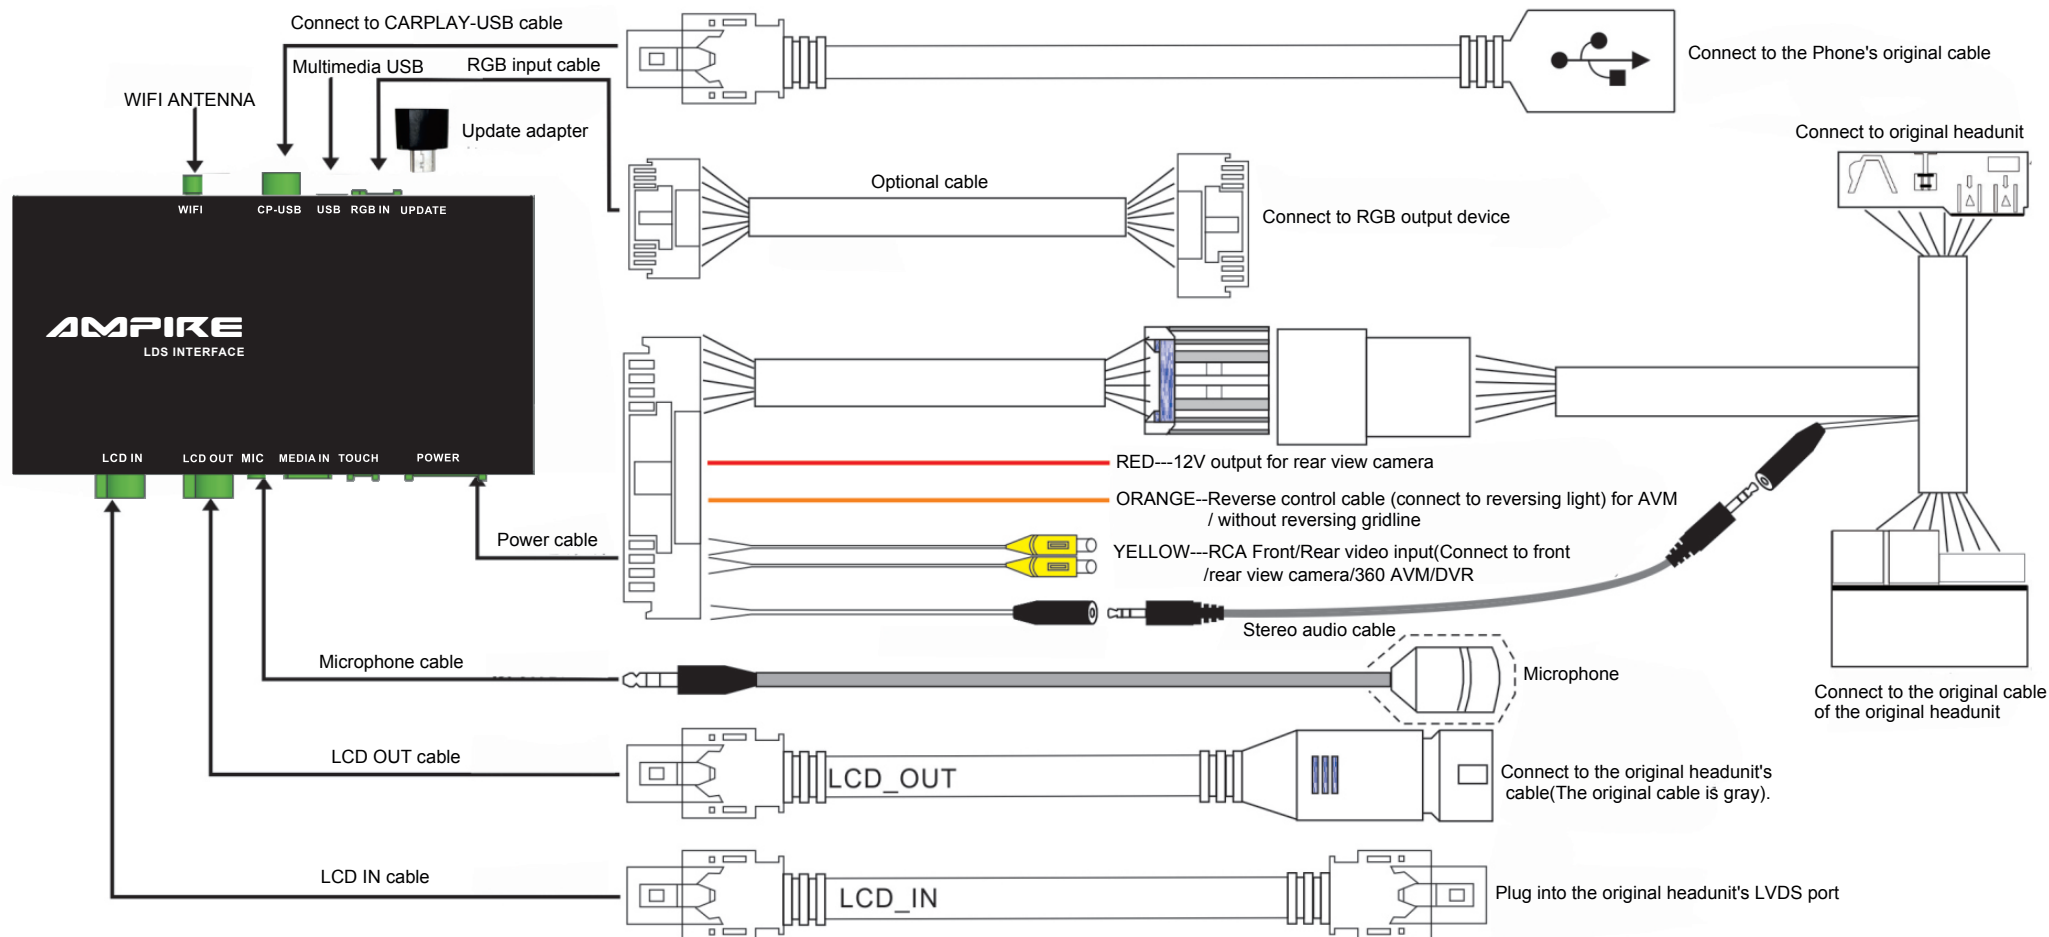 Connect to CARPLAY-USB cable
Multimedia USB
RGB input cable
WIFI ANTENNA
Update adapter
Connect to the Phone's original cable
Connect to original headunit
Optional cable
Connect to RGB output device
WIFI
CP-USB
USB
RGB IN
UPDATE
AMPIRE
LDS INTERFACE
LCD IN
LCD OUT
MIC
MEDIA IN
TOUCH
POWER
RED---12V output for rear view camera
ORANGE--Reverse control cable (connect to reversing light) for AVM
/ without reversing gridline
Power cable
YELLOW---RCA Front/Rear video input(Connect to front
/rear view camera/360 AVM/DVR
Stereo audio cable
Microphone cable
Microphone
Connect to the original cable
of the original headunit
LCD OUT cable
LCD_OUT
Connect to the original headunit's
cable(The original cable is gray).
LCD IN cable
LCD_IN
Plug into the original headunit's LVDS port